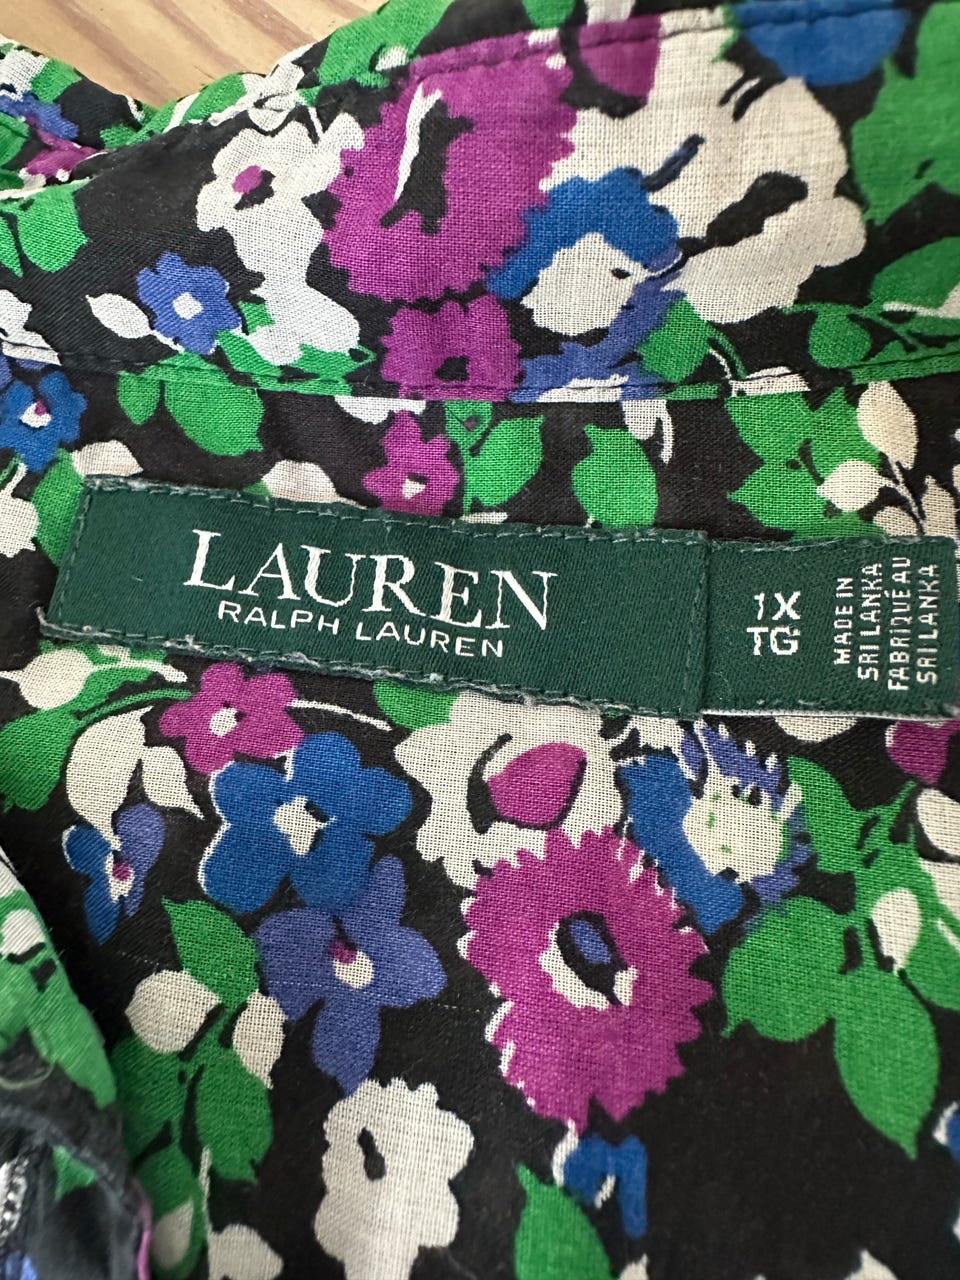 LAUREN
RALPH LAUREN
1X
TG
MADE IN
SRI LANKA
FABRIQUÉ AU
SRI LANKA